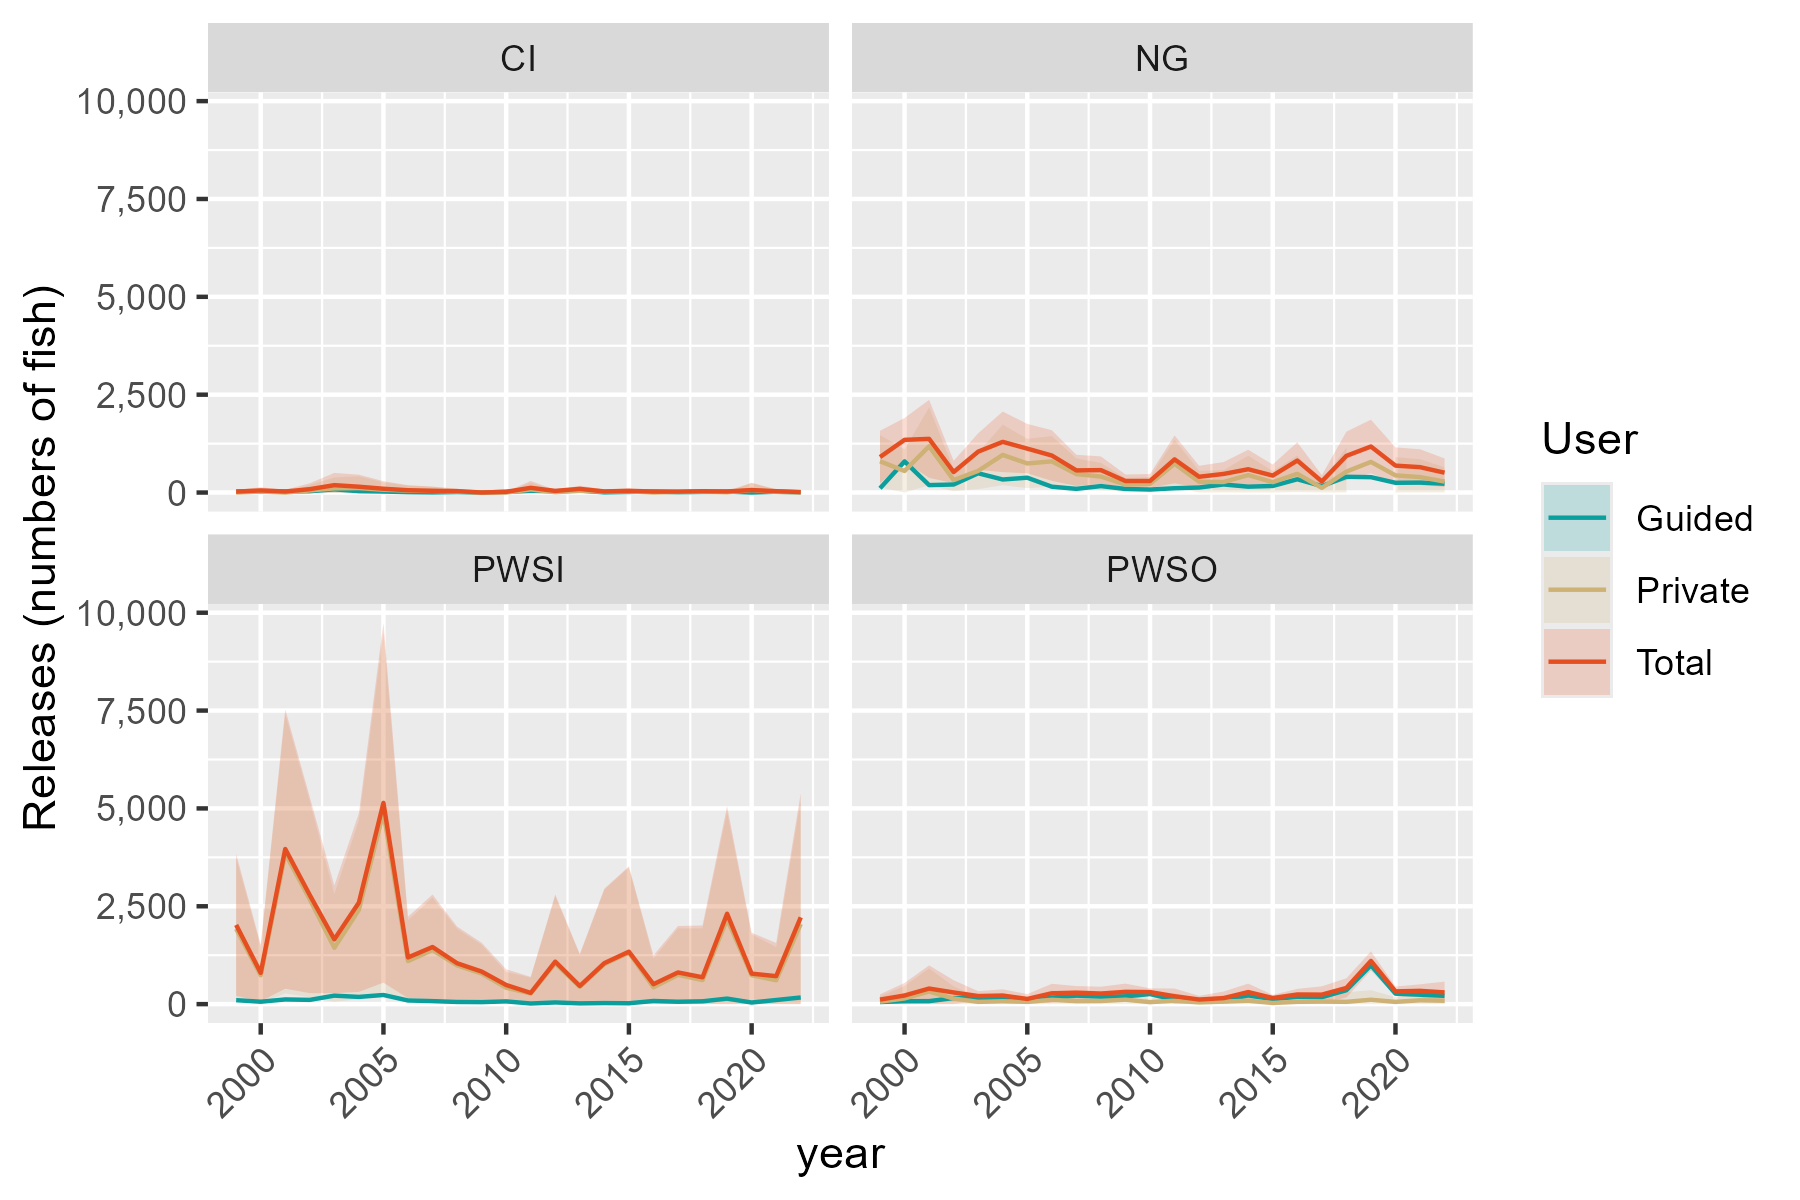 CI
NG
10,000
7,500
5,000
2,500
0
PWSI
PWSO
10,000
7,500
5,000
2,500
0
2000
2005
2010
2015
2020
2000
2005
2010
2015
2020
year
Releases (numbers of fish)
User
Guided
Private
Total